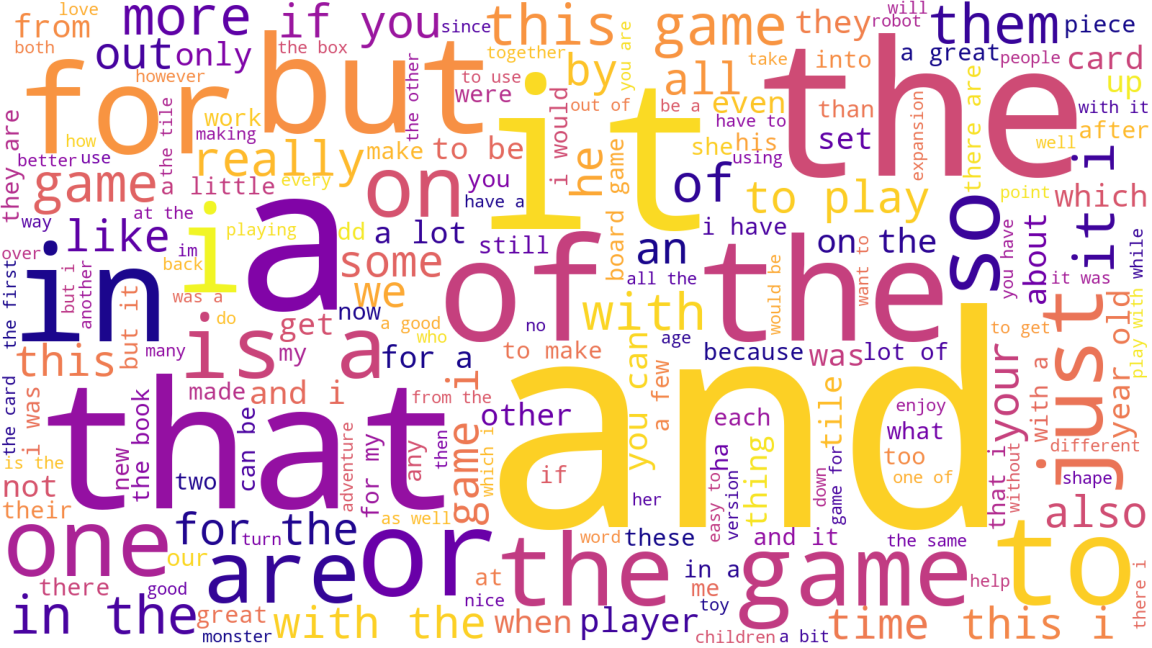 love
from
both
more
if you
since
this game
they
will
robot
them
piece
out
only
the box
together
you are
take
into
a great
people
card
however
for
but
the other
to use
were
by
all
up
how
the tile
work
making
it
out of
i would
be a
even
than
the
with it
they are
better
use
really
make
to be
he
game
have to
she
his
using
set
expansion
there are
well
after
game
a little
every
on
you
have a
of
to play
point
which
i
way
at the
like
im
i
playing
dd
a lot
still
board
an
i have
on the
want to
so
you have
about
it
over
back
a
some
of
all the
the
would be
it was
while
the first
in
but i
another
was a
we
now
with
but it
do
is a
get
my
a good
who
no
age
to get
just
year old
play with
this
many
for a
to make
because
was
lot of
the card
i was
that
made
and i
from the
i
you can
a few
and
your
with a
is the
new
the book
two
can be
adventure
for my
any
then
game
which i
other
if
her
each
easy to
ha
version
thing
down
tile
for
game
enjoy
what
too
one of
that i
without
different
shape
not
their
as well
also
one
for the
turn
our
are
or
the game
word
these
and it
the same
to
there
good
at
nice
in a
me
toy
help
there i
in the
great
monster
with the
when
player
children
a bit
time
this i